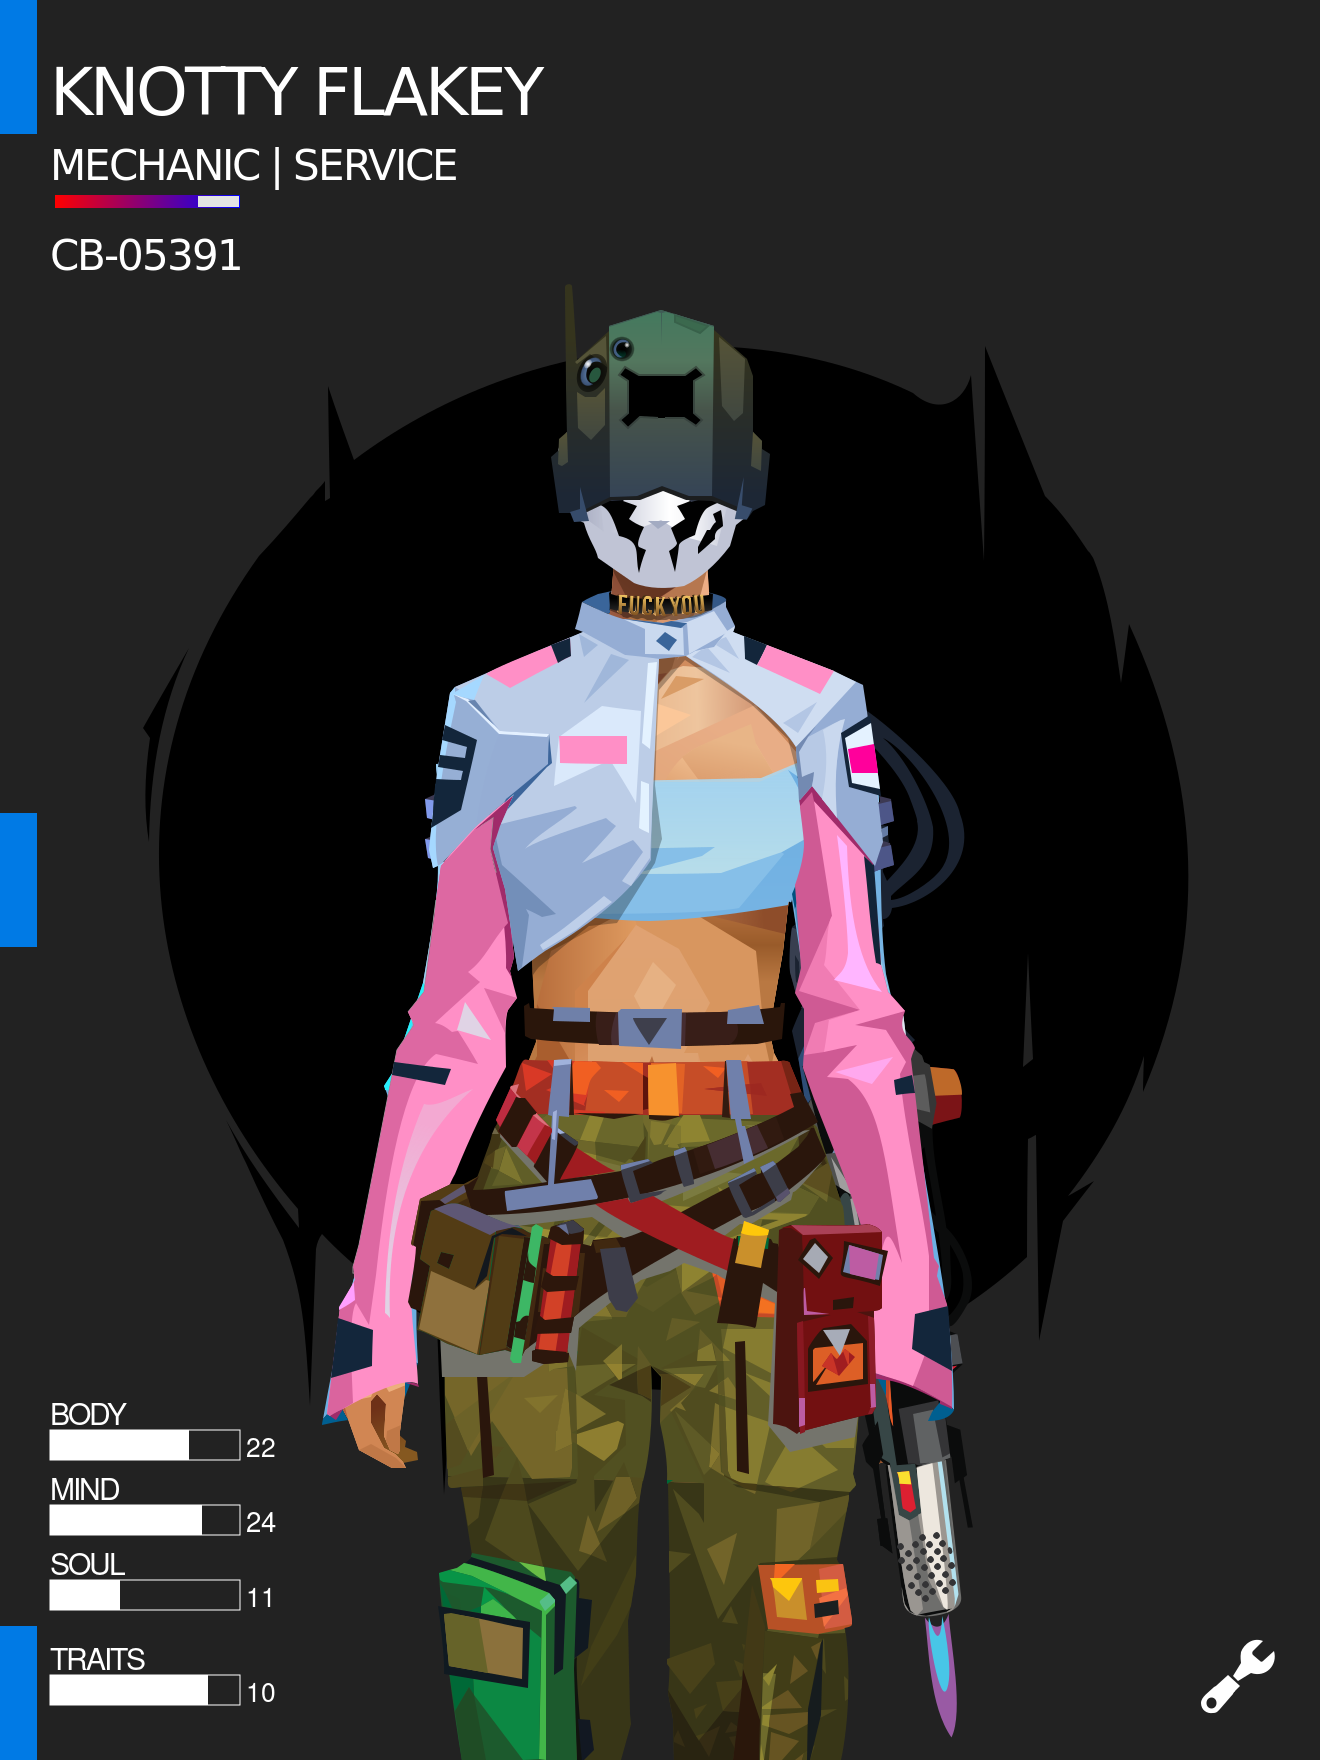 KNOTTY FLAKEY
MECHANIC | SERVICE
CB-05391
FUCK YOU
BODY
22
MIND
24
SOUL
11
TRAITS
10